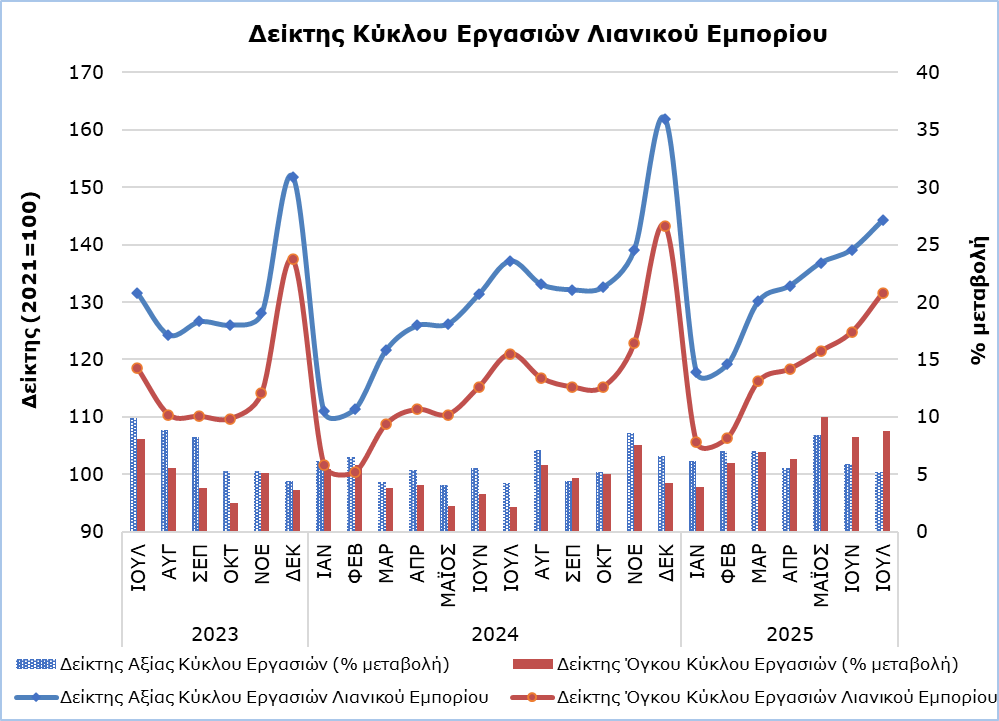 Δείκτης Κύκλου Εργασιών Λιανικού Εμπορίου
170
160
150
140
130
120
110
100
90
Δείκτης (2021=100)
40
35
30
25
20
15
10
5
0
% μεταβολή
ΙΟΥΛ ΑΥΓ ΣΕΠ ΟΚΤ ΝΟΕ ΔΕΚ ΙΑΝ ΦΕΒ ΜΑΡ ΑΠΡ ΜΑΪΟΣ ΙΟΥΝ ΙΟΥΛ ΑΥΓ ΣΕΠ ΟΚΤ ΝΟΕ ΔΕΚ ΙΑΝ ΦΕΒ ΜΑΡ ΑΠΡ ΜΑΪΟΣ ΙΟΥΝ ΙΟΥΛ
2023 2024 2025
Δείκτης Αξίας Κύκλου Εργασιών (% μεταβολή) Δείκτης Όγκου Κύκλου Εργασιών (% μεταβολή)
Δείκτης Αξίας Κύκλου Εργασιών Λιανικού Εμπορίου Δείκτης Όγκου Κύκλου Εργασιών Λιανικού Εμπορίου